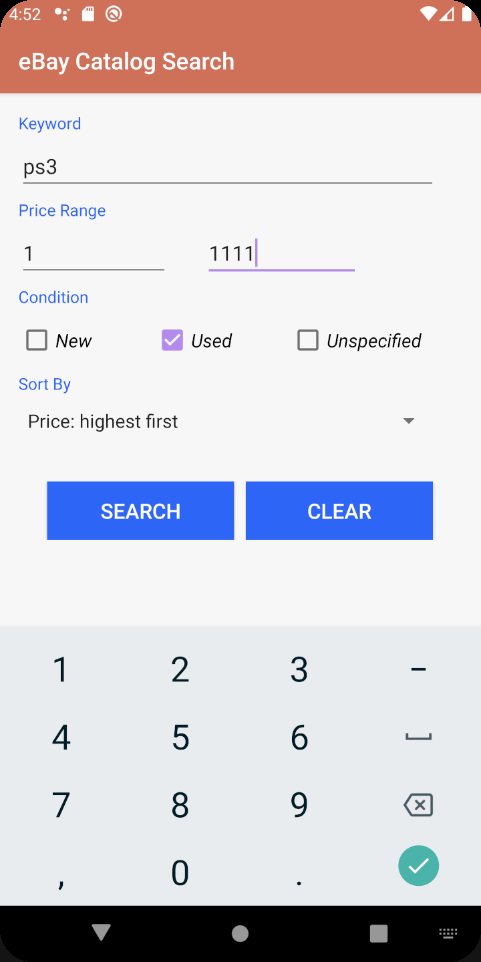 4:52
eBay Catalog Search
Keyword
ps3
Price Range
1 1111
Condition
New Used Unspecified
Sort By
Price: highest first
SEARCH CLEAR
1 2 3 -
4 5 6
7 8 9
, 0 .